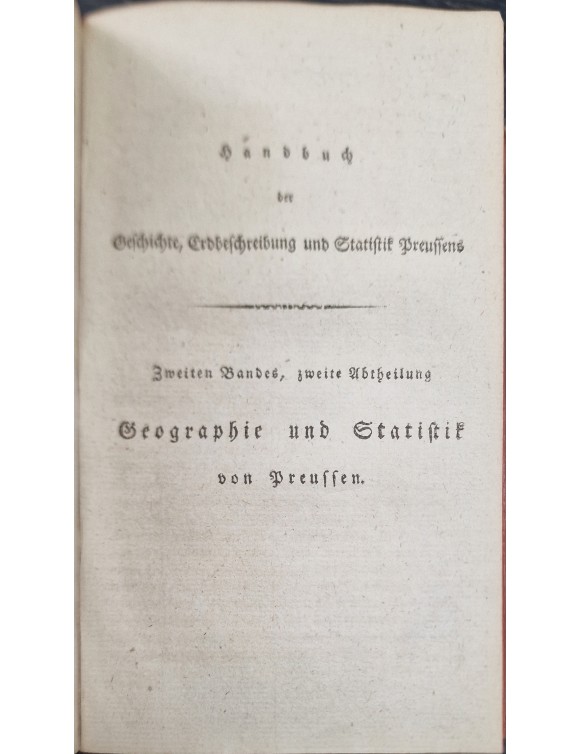 Handbuch
der
Geschichte, Erdbeschreibung und Statistik Preussens
Zweiten Bandes, zweite Abtheilung
Geographie und Statistik
von Preussen.